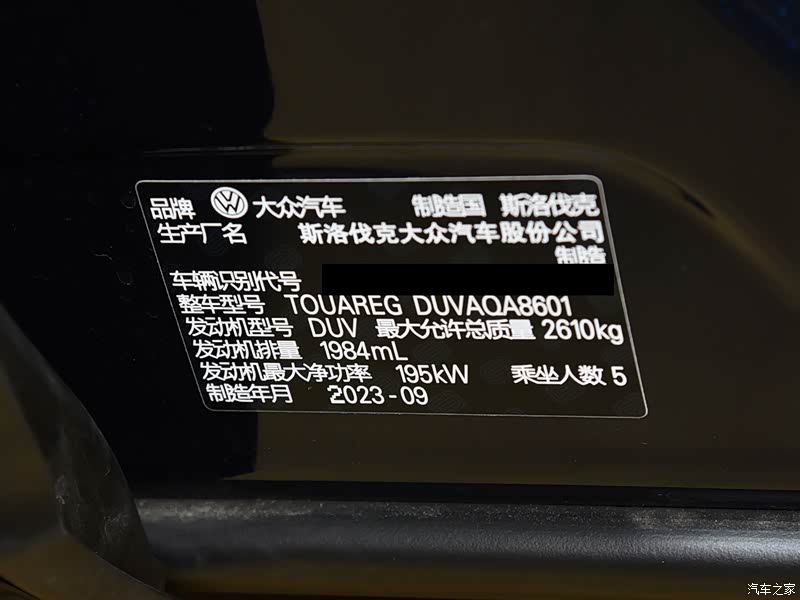 品牌 大众汽车 制造国 斯洛伐克
生产厂名 斯洛伐克大众汽车股份公司
制造
车辆识别代号
整车型号 TOUAREG DUVAQA8601
发动机型号 DUV 最大允许总质量 2610kg
发动机排量 1984mL
发动机最大净功率 195kW 乘坐人数 5
制造年月 2023-09
汽车之家